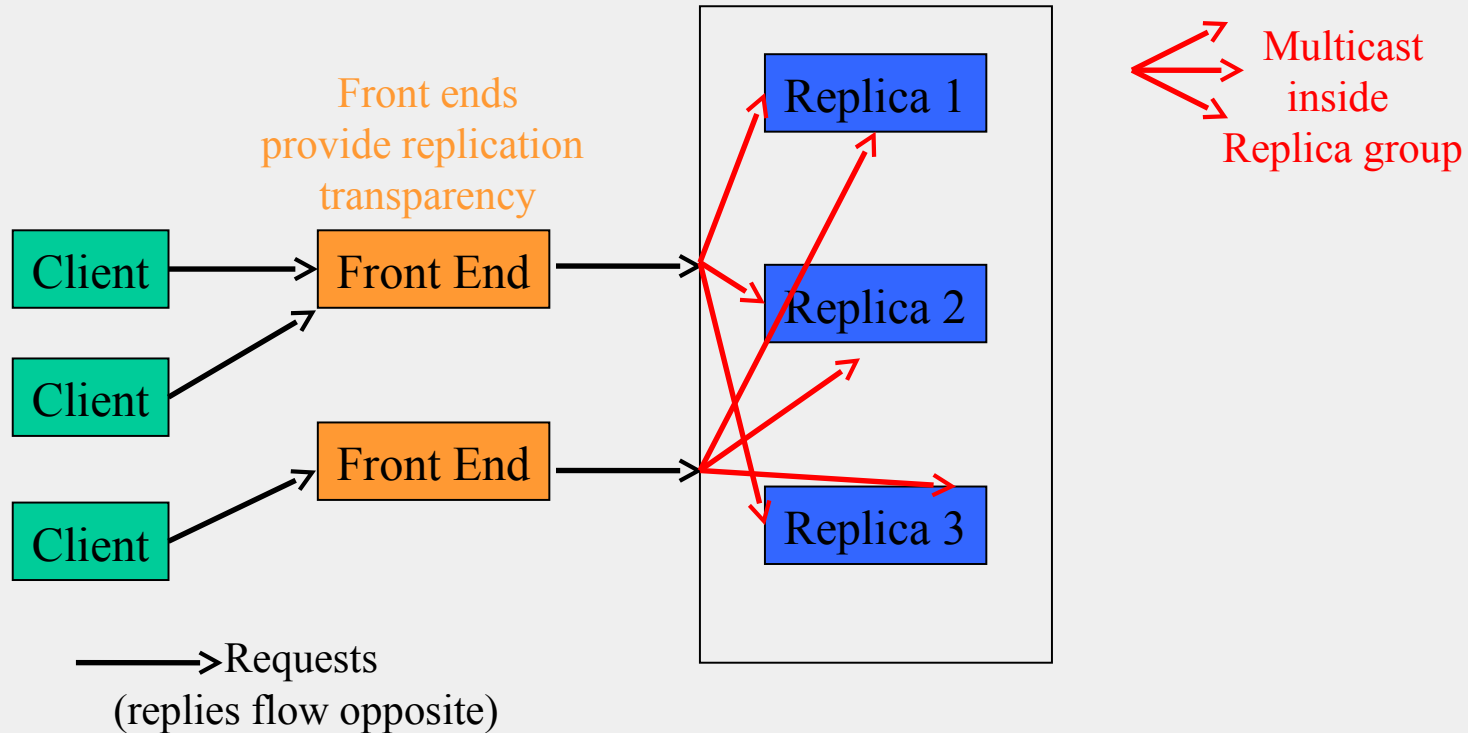 Front ends
provide replication
transparency
Client
Client
Client
Front End
Front End
Replica 1
Replica 2
Replica 3
Multicast
inside
Replica group
Requests
(replies flow opposite)